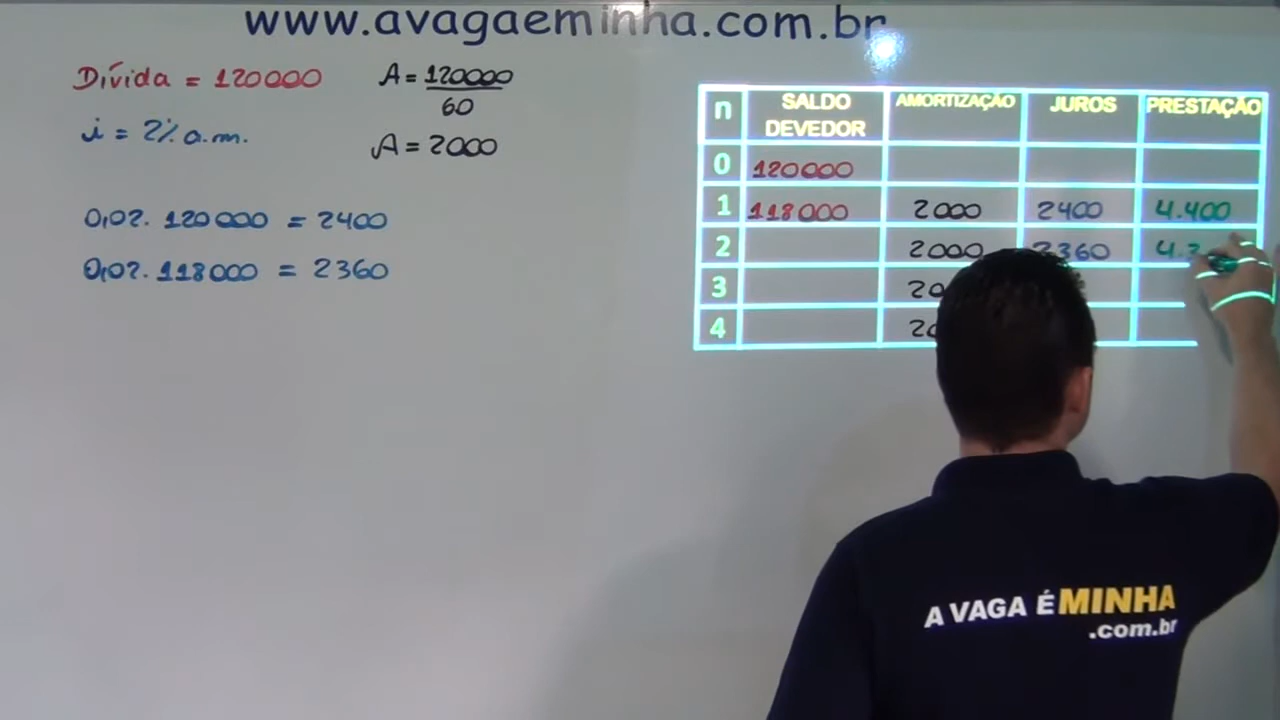 www.avagaeminha.com.br
Dívida = 120000
i = 2% a.m.
A = 120000
60
A = 2000
0,02. 120000 = 2400
0,02. 118000 = 2360
n SALDO DEVEDOR AMORTIZAÇÃO JUROS PRESTAÇÃO
0 120000
1 118000 2000 2400 4.400
2 2000 2360
3
4
A VAGA É MINHA
.com.br